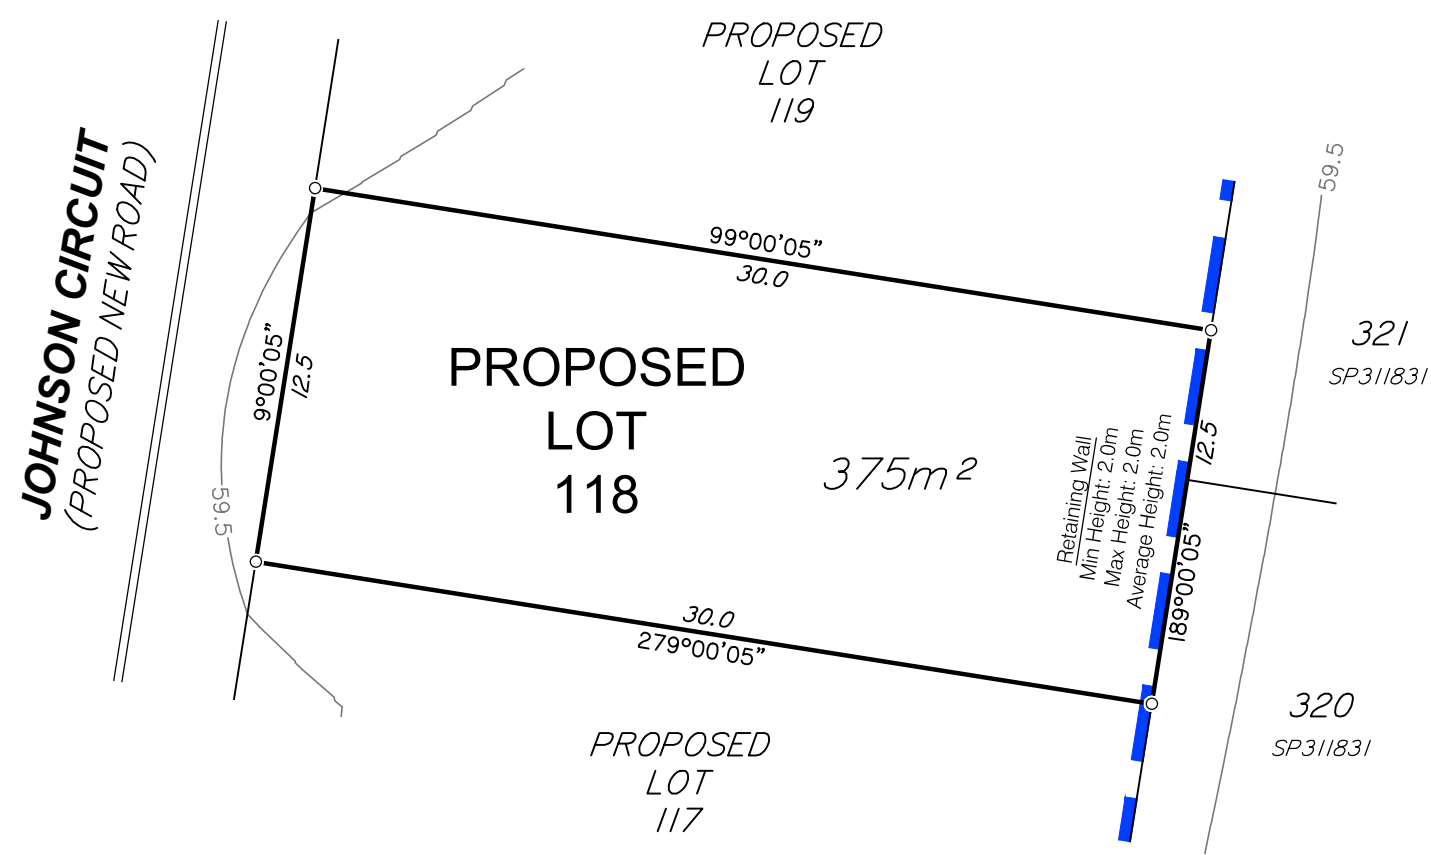 PROPOSED
LOT
119
JOHNSON CIRCUIT
(PROPOSED NEW ROAD)
59.5
99°00'05"
30.0
321
SP311831
9°00'05"
12.5
PROPOSED
LOT
118
375m²
Retaining Wall
Min Height: 2.0m
Max Height: 2.0m
Average Height: 2.0m
12.5
189°00'05"
59.5
30.0
279°00'05"
320
SP311831
PROPOSED
LOT
117